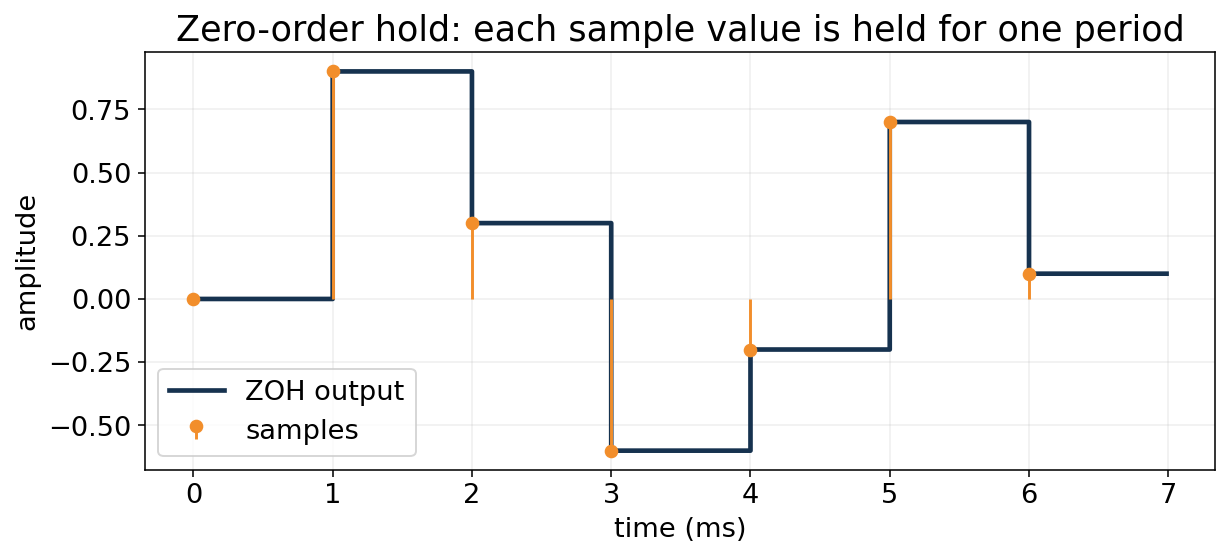 Zero-order hold: each sample value is held for one period
amplitude
0.75
0.50
0.25
0.00
−0.25
−0.50
ZOH output
samples
0 1 2 3 4 5 6 7
time (ms)